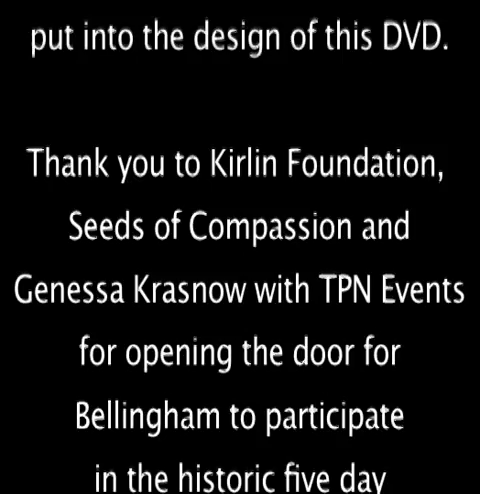 put into the design of this DVD.
Thank you to Kirlin Foundation,
Seeds of Compassion and
Genessa Krasnow with TPN Events
for opening the door for
Bellingham to participate
in the historic five day